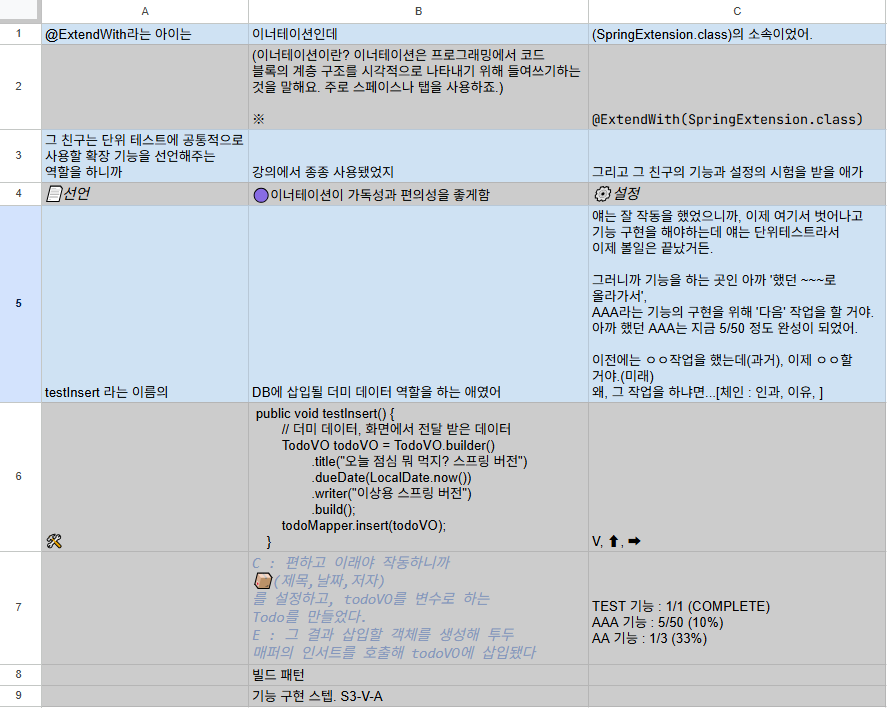 A B C
1 @ExtendWith라는 아이는 이너테이션인데 (SpringExtension.class)의 소속이었어.
2
(이너테이션이란? 이너테이션은 프로그래밍에서 코드
블록의 계층 구조를 시각적으로 나타내기 위해 들여쓰기하는
것을 말해요. 주로 스페이스나 탭을 사용하죠.)
※
@ExtendWith(SpringExtension.class)
3
그 친구는 단위 테스트에 공통적으로
사용할 확장 기능을 선언해주는
역할을 하니까
강의에서 종종 사용됐었지
그리고 그 친구의 기능과 설정의 시험을 받을 애가
4 선언 이너테이션이 가독성과 편의성을 좋게함 설정
5
testInsert 라는 이름의
DB에 삽입될 더미 데이터 역할을 하는 애였어
얘는 잘 작동을 했었으니까, 이제 여기서 벗어나고
기능 구현을 해야하는데 얘는 단위테스트라서
이제 볼일은 끝났거든.
그러니까 기능을 하는 곳인 아까 '했던 ~~~로
올라가서',
AAA라는 기능의 구현을 위해 '다음' 작업을 할 거야.
아까 했던 AAA는 지금 5/50 정도 완성이 되었어.
이전에는 ㅇㅇ작업을 했는데(과거), 이제 ㅇㅇ할
거야.(미래)
왜, 그 작업을 하냐면...[체인 : 인과, 이유, ]
6
public void testInsert() {
// 더미 데이터, 화면에서 전달 받은 데이터
TodoVO todoVO = TodoVO.builder()
.title("오늘 점심 뭐 먹지? 스프링 버전")
.dueDate(LocalDate.now())
.writer("이상용 스프링 버전")
.build();
todoMapper.insert(todoVO);
}
V, ⬆, ➡
7
C : 편하고 이래야 작동하니까
(제목,날짜,저자)
를 설정하고, todoVO를 변수로 하는
Todo를 만들었다.
E : 그 결과 삽입할 객체를 생성해 투두
매퍼의 인서트를 호출해 todoVO에 삽입됐다
TEST 기능 : 1/1 (COMPLETE)
AAA 기능 : 5/50 (10%)
AA 기능 : 1/3 (33%)
8 빌드 패턴
9 기능 구현 스텝. S3-V-A